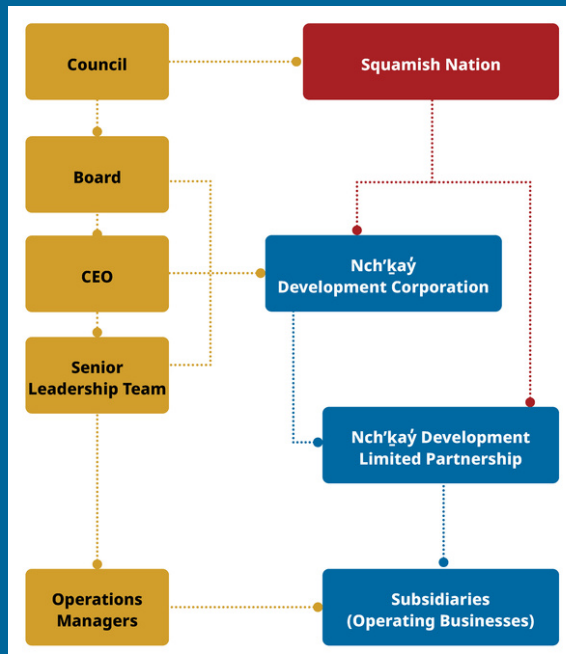 Council
Squamish Nation
Board
CEO
Nch’ḵay̓
Development Corporation
Senior
Leadership Team
Nch’ḵay̓ Development
Limited Partnership
Operations
Managers
Subsidiaries
(Operating Businesses)